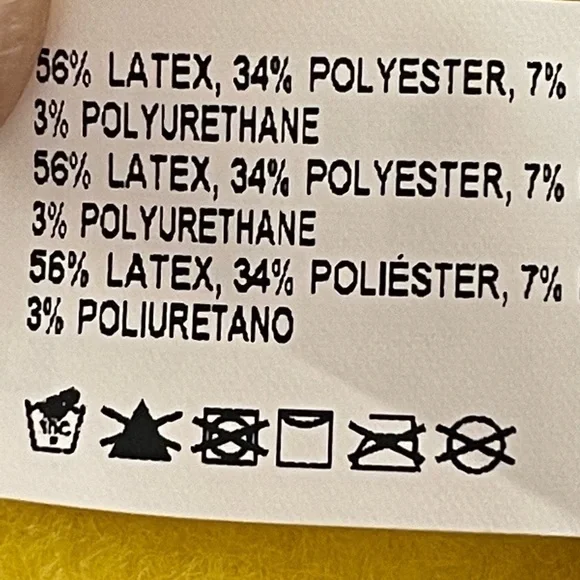 56% LATEX, 34% POLYESTER, 7%
3% POLYURETHANE
56% LATEX, 34% POLYESTER, 7%
3% POLYURETHANE
56% LATEX, 34% POLIÉSTER, 7%
3% POLIURETANO